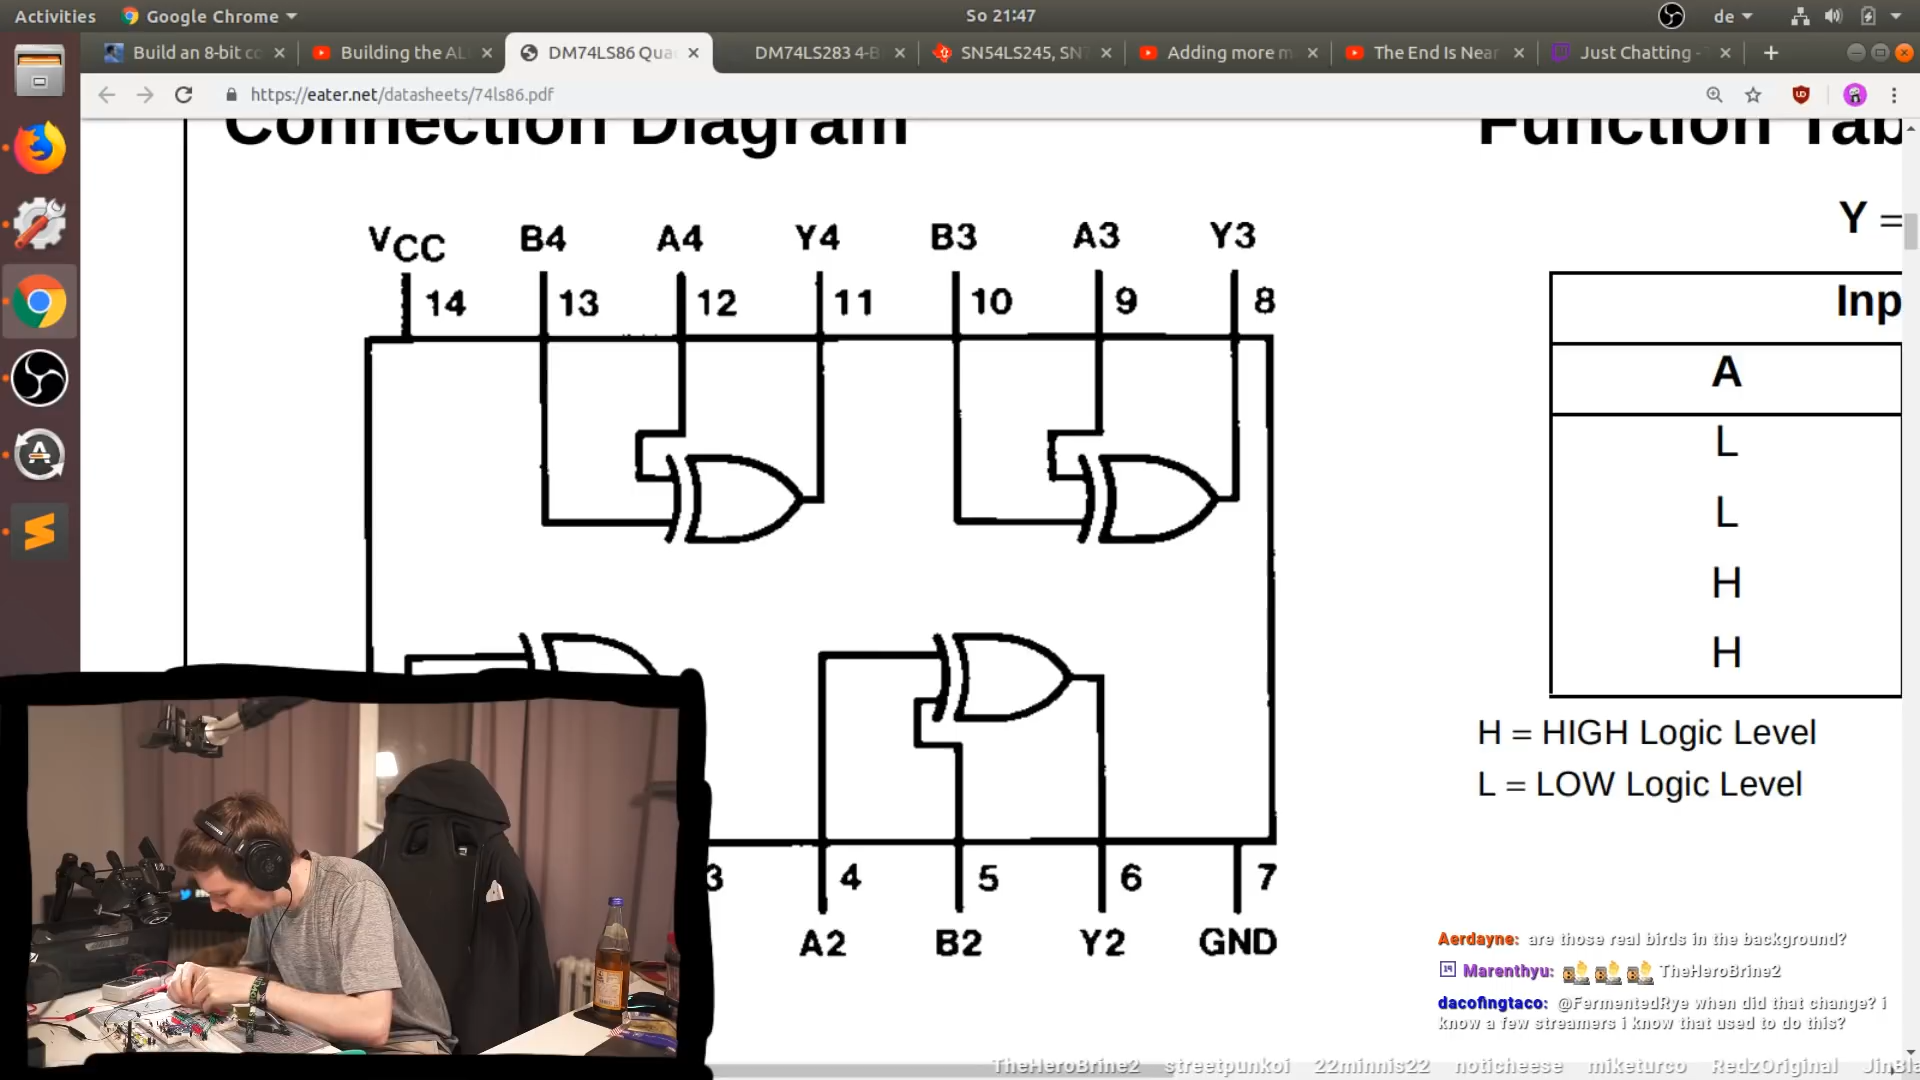 Activities Google Chrome So 21:47 de
Build an 8-bit co Building the AL DM74LS86 Qua DM74LS283 4-B SN54LS245, SN7 Adding more m The End Is Near Just Chatting -
https://eater.net/datasheets/74ls86.pdf
Connection Diagram Function Tab
Y =
VCC B4 A4 Y4 B3 A3 Y3
14 13 12 11 10 9 8
Inp
A
L
L
H
H
H = HIGH Logic Level
L = LOW Logic Level
3 4 5 6 7
A2 B2 Y2 GND
Aerdayne: are those real birds in the background?
Marenthyu: TheHeroBrine2
dacofingtaco: @FermentedRye when did that change? i
know a few streamers i know that used to do this?
TheHeroBrine2 streetpunkoi 22minnis22 noticheese miketurco RedzOriginal JinBla